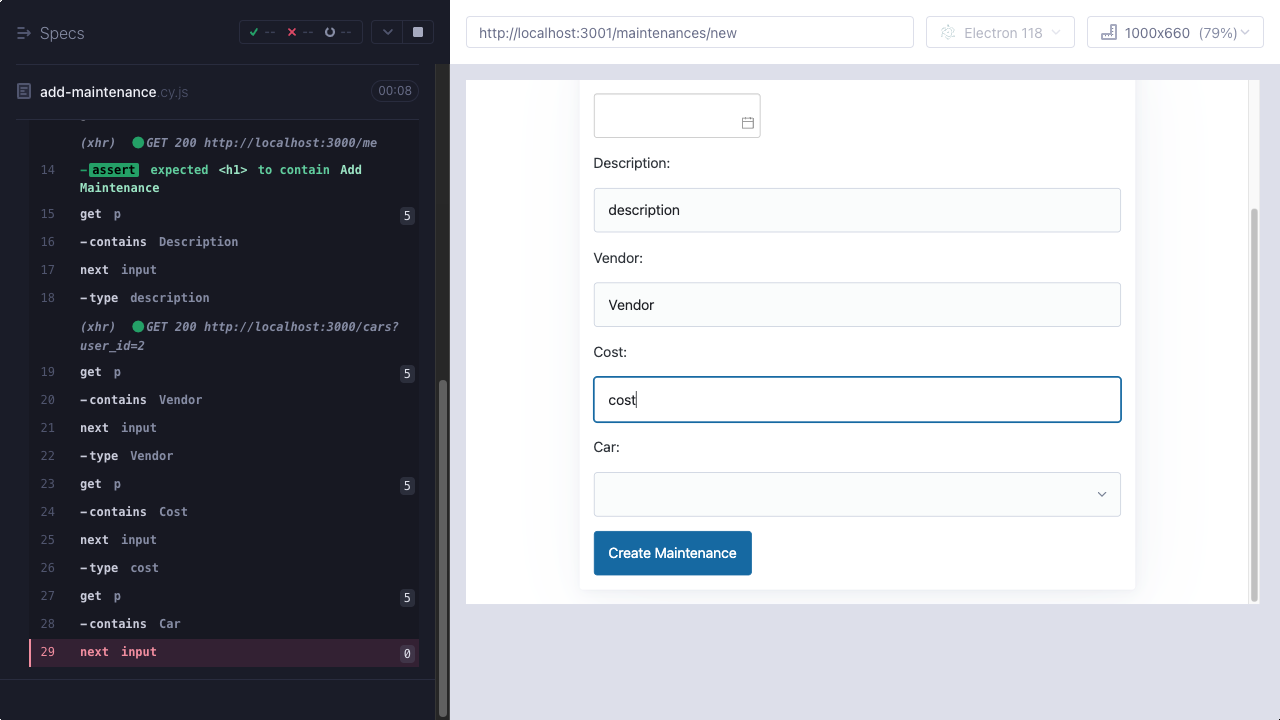 Specs
-- -- --
add-maintenance.cy.js 00:08
(xhr) GET 200 http://localhost:3000/me
14 -assert expected <h1> to contain Add
Maintenance
15 get p 5
16 -contains Description
17 next input
18 -type description
(xhr) GET 200 http://localhost:3000/cars?
user_id=2
19 get p 5
20 -contains Vendor
21 next input
22 -type Vendor
23 get p 5
24 -contains Cost
25 next input
26 -type cost
27 get p 5
28 -contains Car
29 next input 0
http://localhost:3001/maintenances/new
Electron 118
1000x660 (79%)
Description:
description
Vendor:
Vendor
Cost:
cost
Car:
Create Maintenance